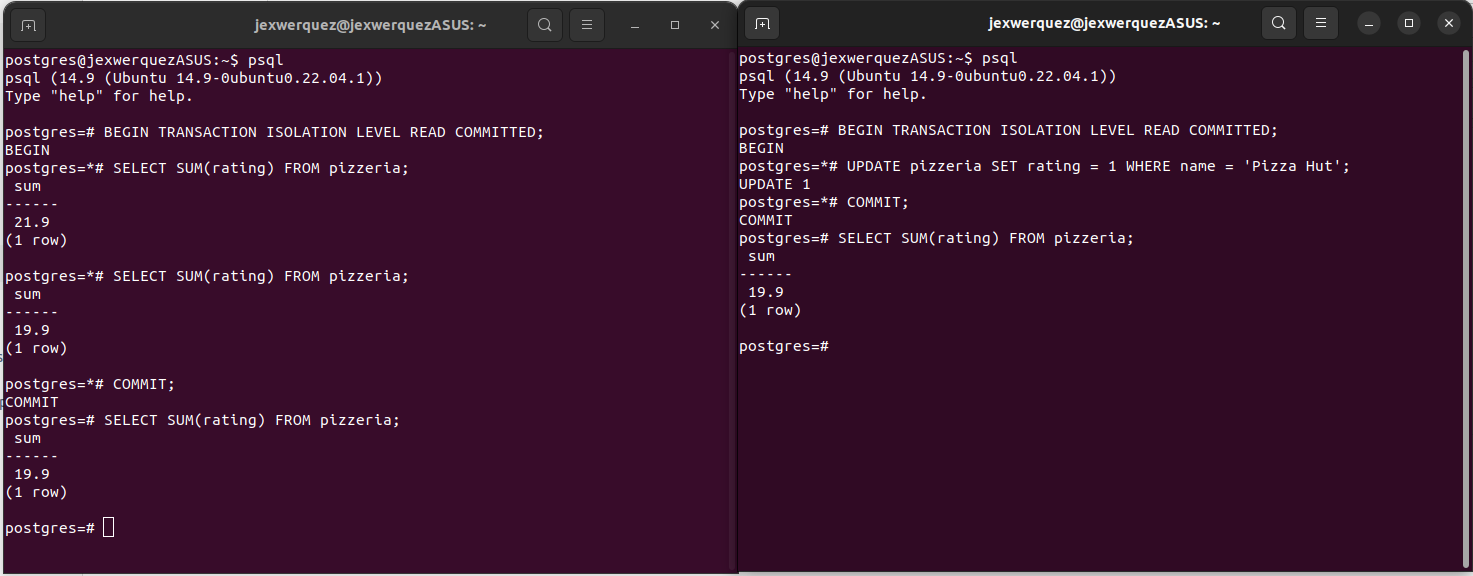 jexwerquez@jexwerquezASUS: ~
postgres@jexwerquezASUS:~$ psql
psql (14.9 (Ubuntu 14.9-0ubuntu0.22.04.1))
Type "help" for help.
postgres=# BEGIN TRANSACTION ISOLATION LEVEL READ COMMITTED;
BEGIN
postgres=*# SELECT SUM(rating) FROM pizzeria;
 sum
------
 21.9
(1 row)
postgres=*# SELECT SUM(rating) FROM pizzeria;
 sum
------
 19.9
(1 row)
postgres=*# COMMIT;
COMMIT
postgres=# SELECT SUM(rating) FROM pizzeria;
 sum
------
 19.9
(1 row)
postgres=#
jexwerquez@jexwerquezASUS: ~
postgres@jexwerquezASUS:~$ psql
psql (14.9 (Ubuntu 14.9-0ubuntu0.22.04.1))
Type "help" for help.
postgres=# BEGIN TRANSACTION ISOLATION LEVEL READ COMMITTED;
BEGIN
postgres=*# UPDATE pizzeria SET rating = 1 WHERE name = 'Pizza Hut';
UPDATE 1
postgres=*# COMMIT;
COMMIT
postgres=# SELECT SUM(rating) FROM pizzeria;
 sum
------
 19.9
(1 row)
postgres=#